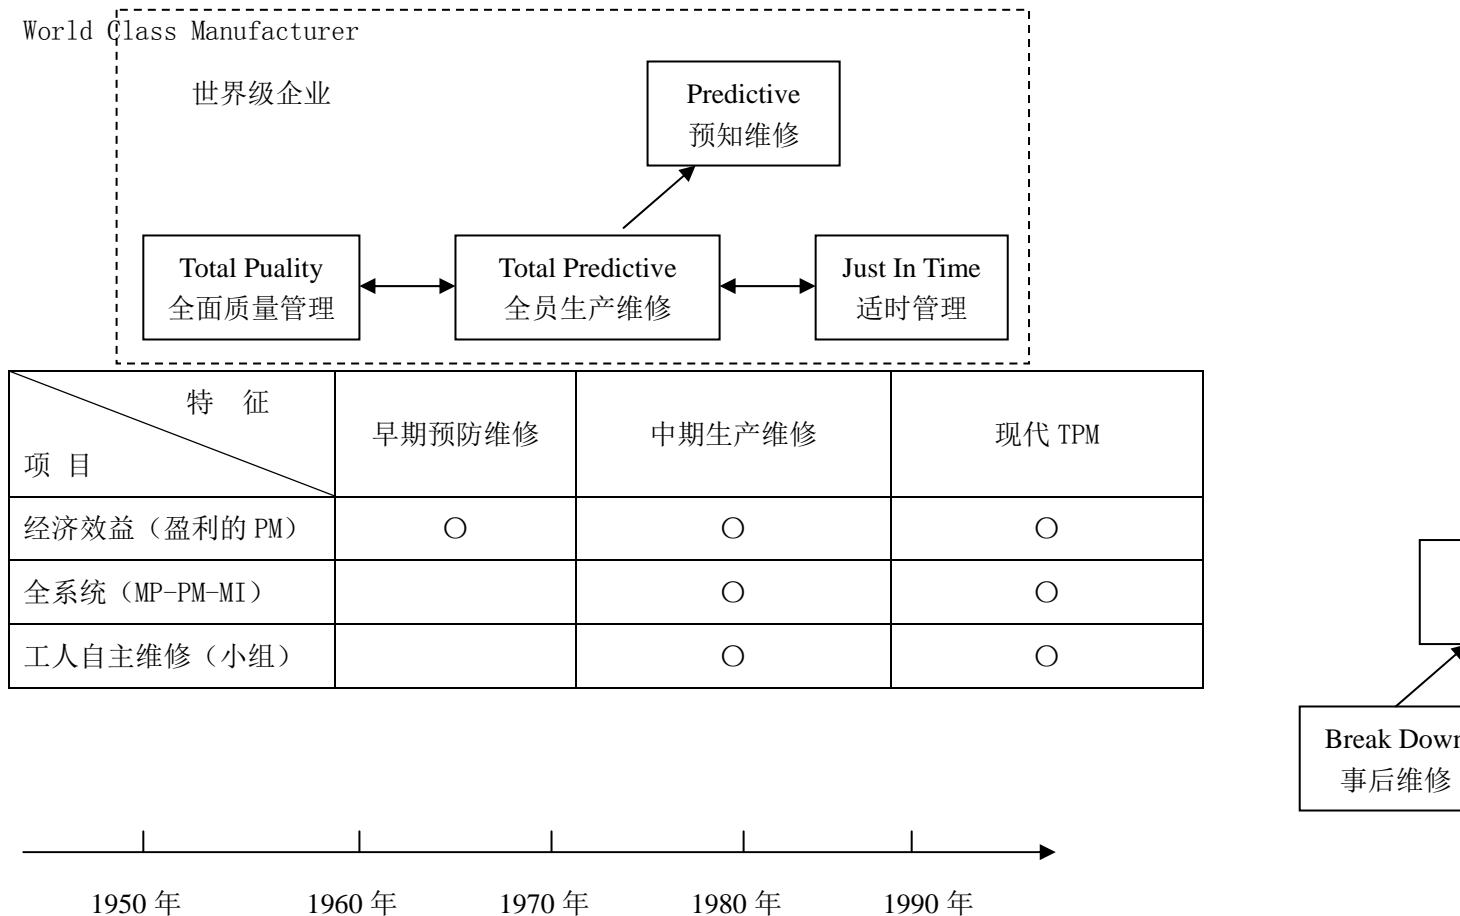 World Class Manufacturer
世界级企业
Predictive
预知维修
Total Puality
全面质量管理
Total Predictive
全员生产维修
Just In Time
适时管理
特 征
项 目
早期预防维修
中期生产维修
现代 TPM
经济效益（盈利的 PM） ○ ○ ○
全系统（MP-PM-MI） ○ ○
工人自主维修（小组） ○ ○
Break Down
事后维修
1950 年 1960 年 1970 年 1980 年 1990 年